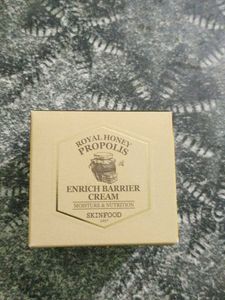 ROYAL HONEY
PROPOLIS
ENRICH BARRIER
CREAM
MOISTURE & NUTRITION
SKINFOOD